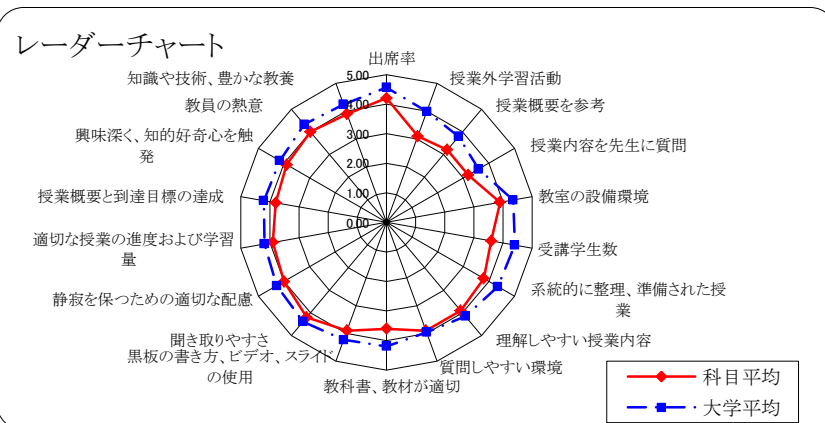 レーダーチャート
出席率
授業外学習活動
授業概要を参考
授業内容を先生に質問
教室の設備環境
受講学生数
系統的に整理、準備された授
業
理解しやすい授業内容
質問しやすい環境
教科書、教材が適切
黒板の書き方、ビデオ、スライド
の使用
聞き取りやすさ
静寂を保つための適切な配慮
適切な授業の進度および学習
量
授業概要と到達目標の達成
興味深く、知的好奇心を触
発
教員の熱意
知識や技術、豊かな教養
5.00
4.00
3.00
2.00
1.00
0.00
科目平均
大学平均